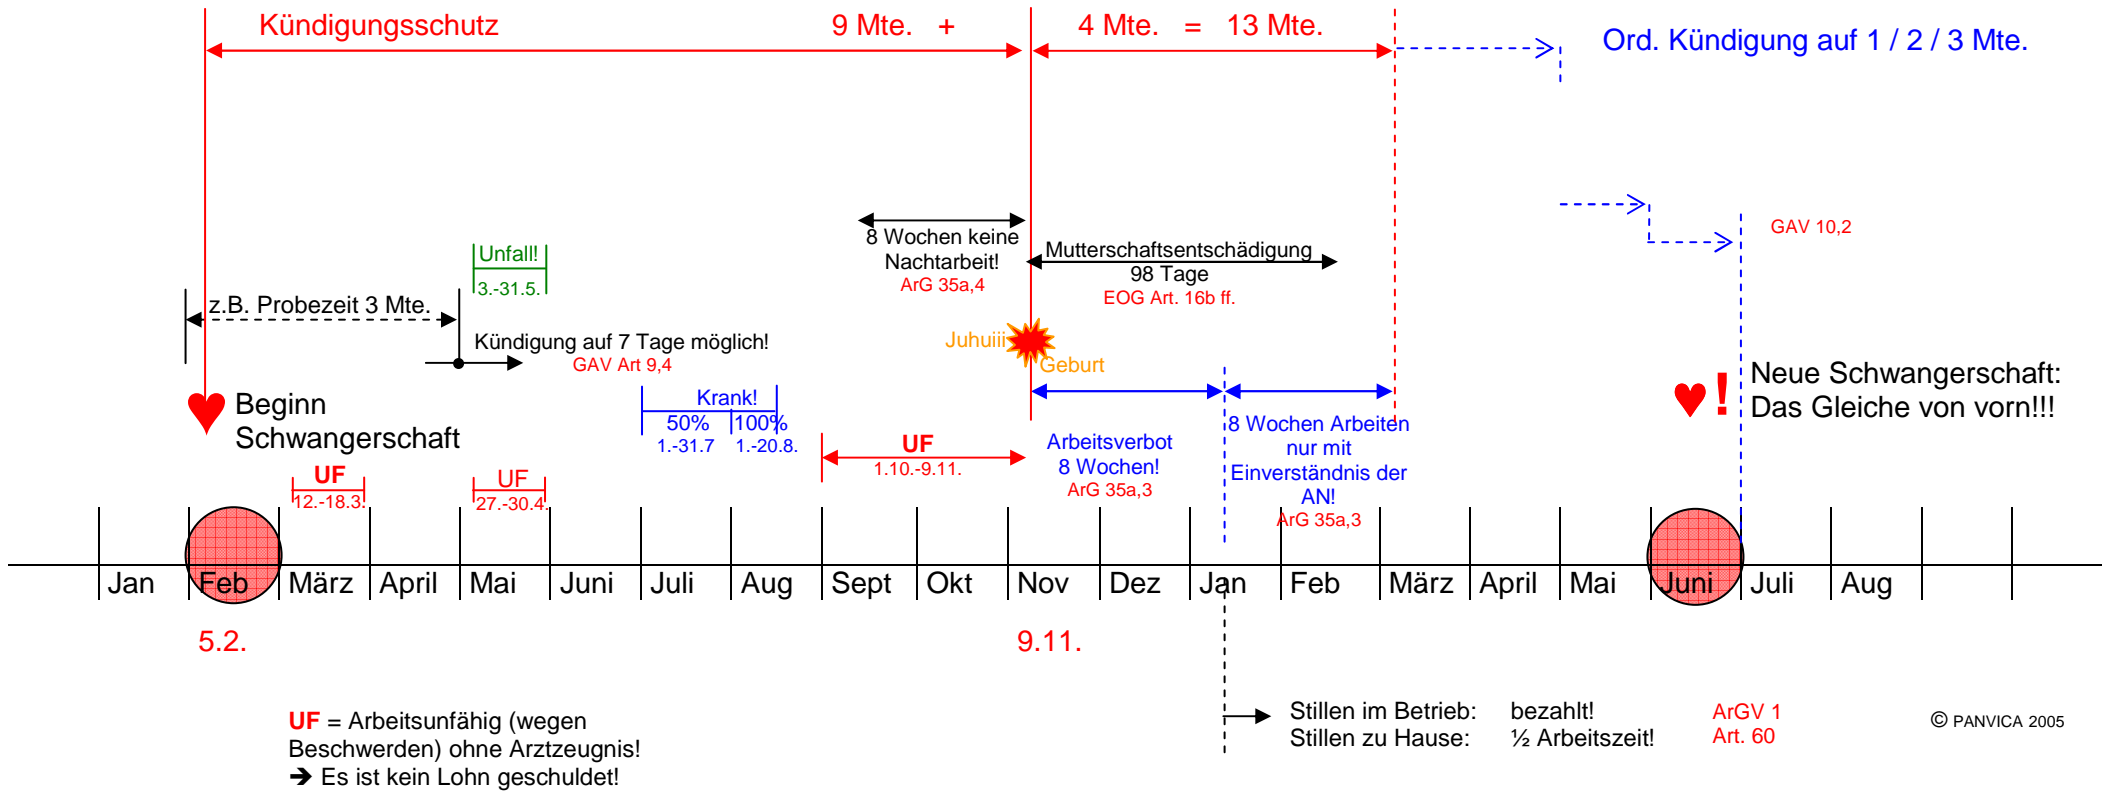 Kündigungsschutz 9 Mte. + 4 Mte. = 13 Mte.
Ord. Kündigung auf 1 / 2 / 3 Mte.
8 Wochen keine
Nachtarbeit!
ArG 35a,4
Mutterschaftsentschädigung
98 Tage
EOG Art. 16b ff.
GAV 10,2
Unfall!
3.-31.5.
z.B. Probezeit 3 Mte.
Kündigung auf 7 Tage möglich!
GAV Art 9,4
Juhuiii
Geburt
Beginn
Schwangerschaft
Krank!
50% 100%
1.-31.7 1.-20.8.
Neue Schwangerschaft:
Das Gleiche von vorn!!!
!
UF
12.-18.3.
UF
27.-30.4.
UF
1.10.-9.11.
Arbeitsverbot
8 Wochen!
ArG 35a,3
8 Wochen Arbeiten
nur mit
Einverständnis der
AN!
ArG 35a,3
Jan Feb März April Mai Juni Juli Aug Sept Okt Nov Dez Jan Feb März April Mai Juni Juli Aug
5.2. 9.11.
UF = Arbeitsunfähig (wegen
Beschwerden) ohne Arztzeugnis!
➔ Es ist kein Lohn geschuldet!
Stillen im Betrieb: bezahlt! ArGV 1
Stillen zu Hause: ½ Arbeitszeit! Art. 60
© PANVICA 2005